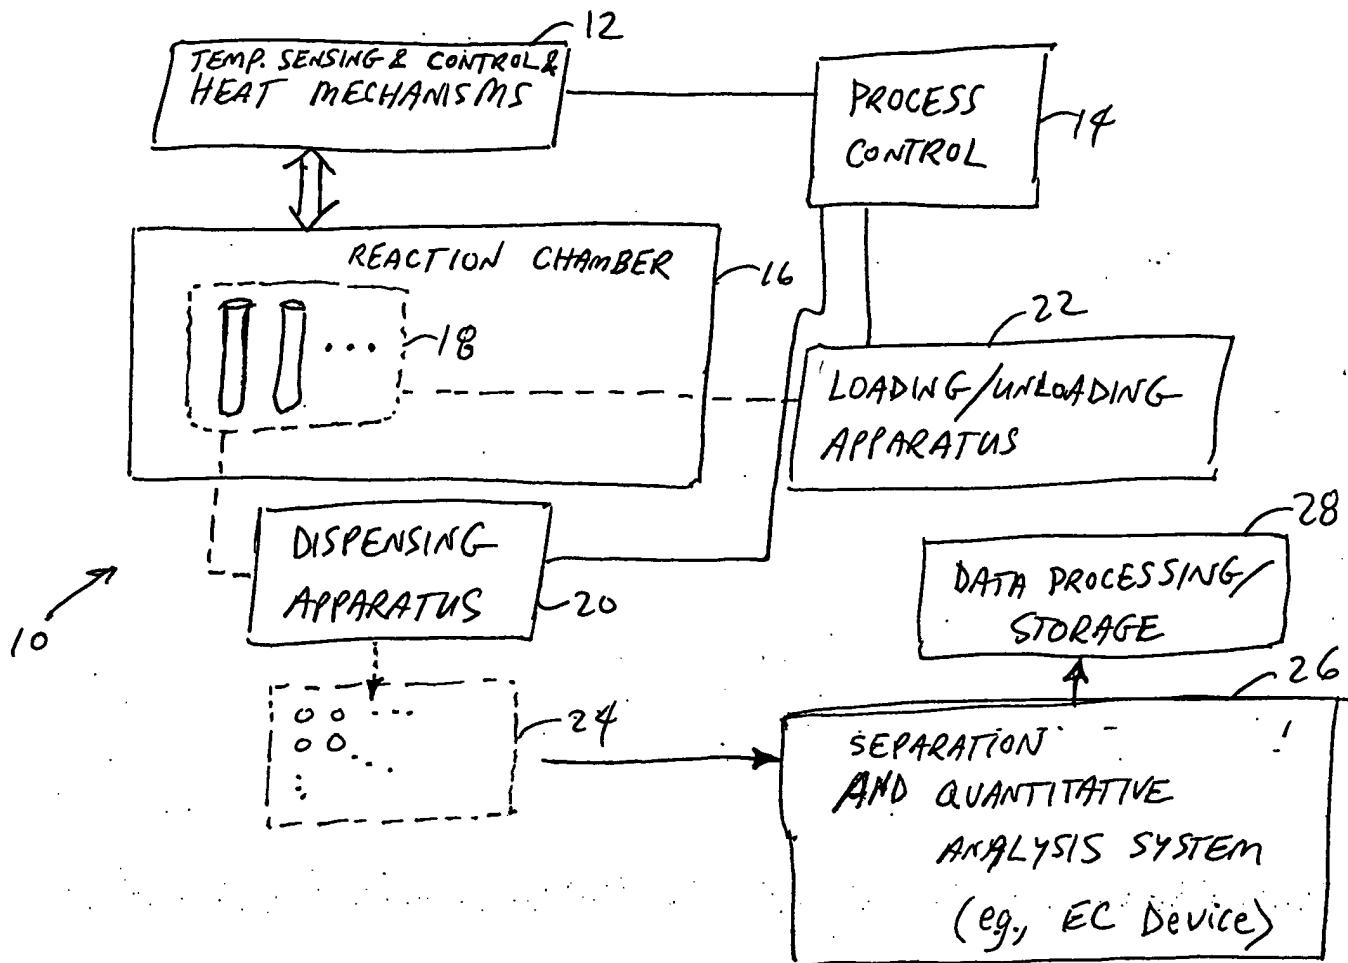 12
TEMP. SENSING & CONTROL &
HEAT MECHANISMS
PROCESS
CONTROL
14
REACTION CHAMBER
16
18
22
LOADING/UNLOADING
APPARATUS
DISPENSING
APPARATUS
20
10
28
DATA PROCESSING/
STORAGE
24
26
SEPARATION
AND QUANTITATIVE
ANALYSIS SYSTEM
(eg., EC Device)